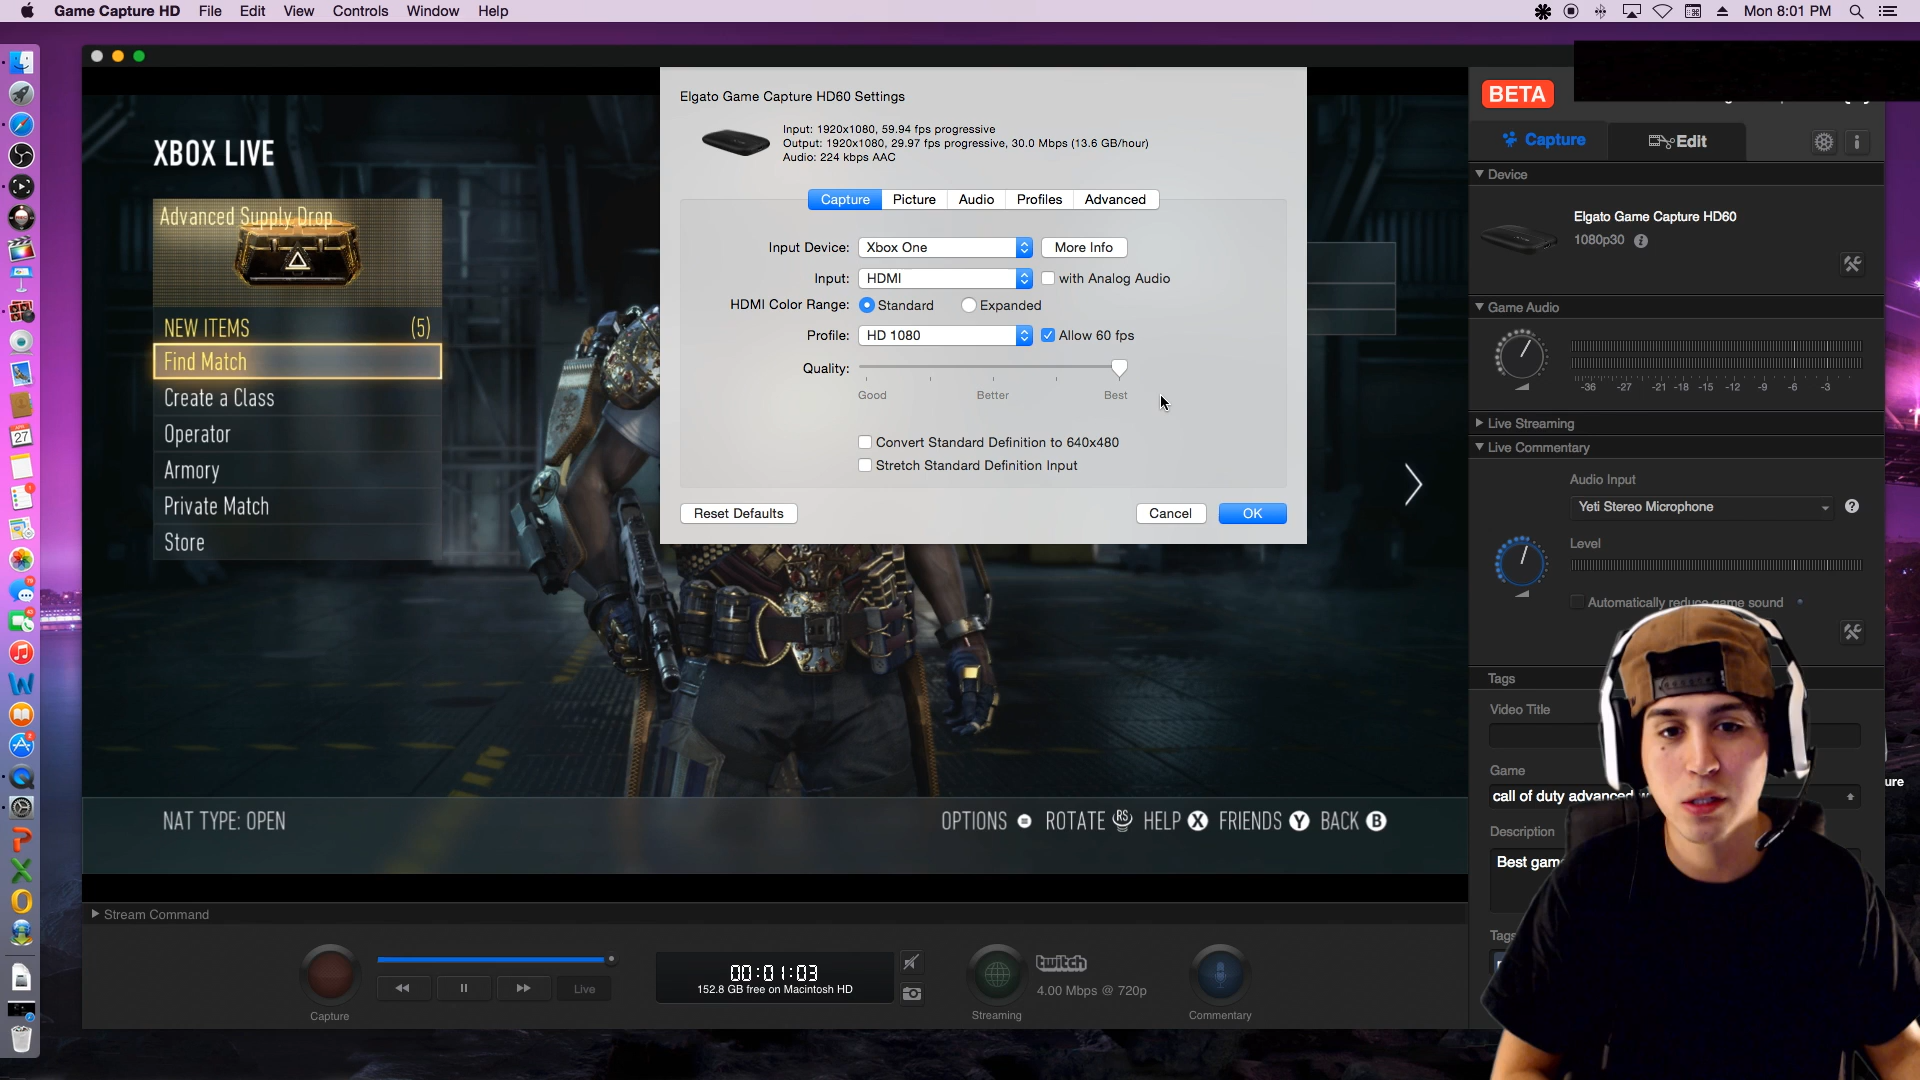 Game Capture HD File Edit View Controls Window Help
Mon 8:01 PM
XBOX LIVE
Advanced Supply Drop
NEW ITEMS (5)
Find Match
Create a Class
Operator
Armory
Private Match
Store
NAT TYPE: OPEN
OPTIONS ROTATE RS HELP X FRIENDS Y BACK B
Elgato Game Capture HD60 Settings
Input: 1920x1080, 59.94 fps progressive
Output: 1920x1080, 29.97 fps progressive, 30.0 Mbps (13.6 GB/hour)
Audio: 224 kbps AAC
Capture Picture Audio Profiles Advanced
Input Device: Xbox One More Info
Input: HDMI with Analog Audio
HDMI Color Range: Standard Expanded
Profile: HD 1080 Allow 60 fps
Quality:
Good Better Best
Convert Standard Definition to 640x480
Stretch Standard Definition Input
Reset Defaults Cancel OK
BETA
Capture Edit
Device
Elgato Game Capture HD60
1080p30
Game Audio
-36 -27 -21 -18 -15 -12 -9 -6 -3
Live Streaming
Live Commentary
Audio Input
Yeti Stereo Microphone
Level
Automatically reduce game sound
Tags
Video Title
Game
call of duty advanced w
Description
Best gam
Tags
ure
Stream Command
Capture
Live
00:01:03
152.8 GB free on Macintosh HD
twitch
4.00 Mbps @ 720p
Streaming
Commentary
APR
27